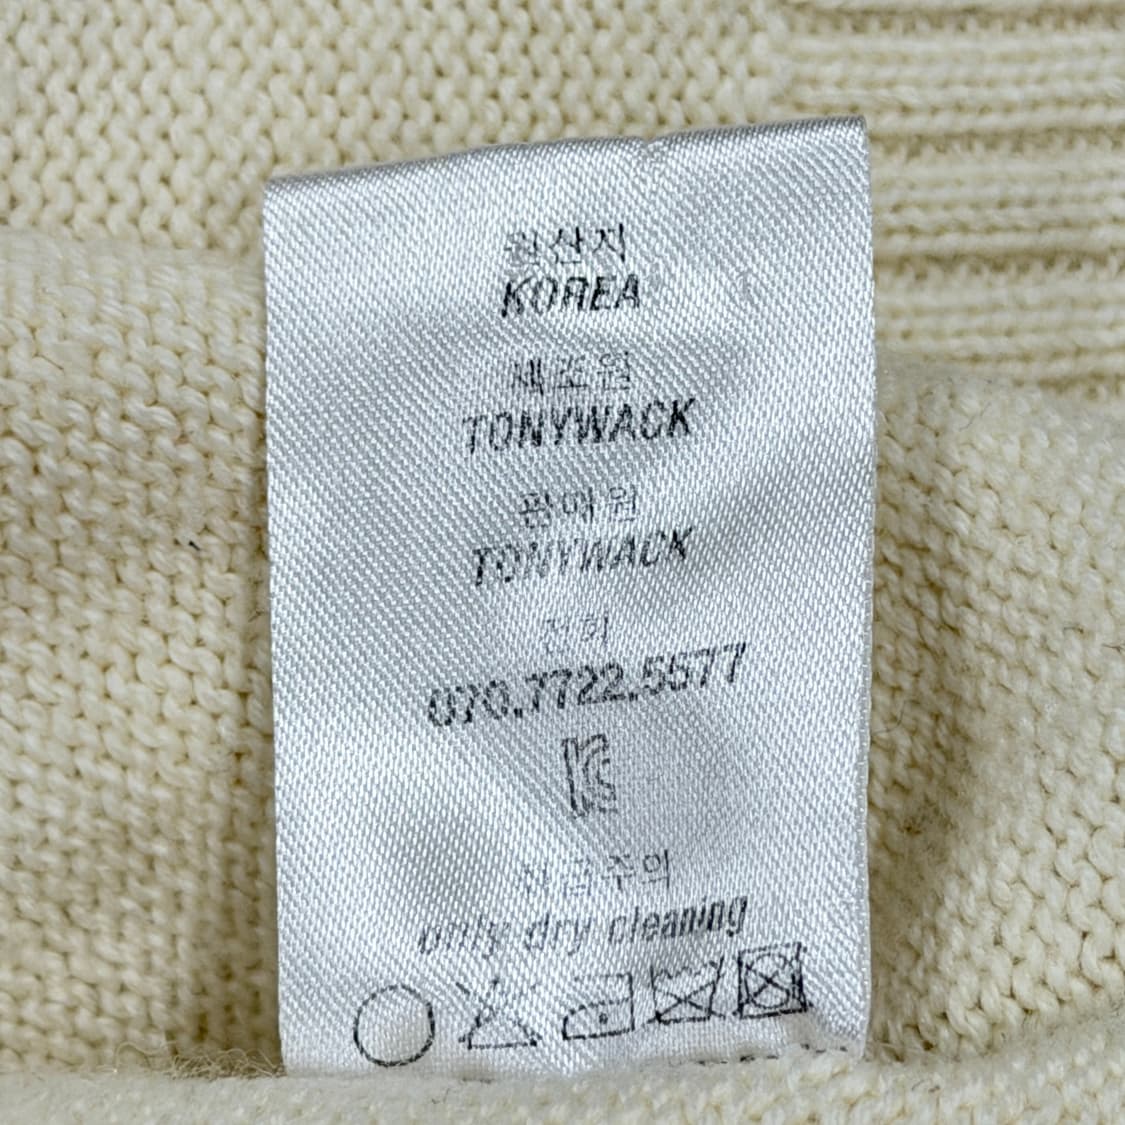 원산지
KOREA
제조원
TONYWACK
판매원
TONYWACK
전화
070.7722.5577
취급주의
only dry cleaning